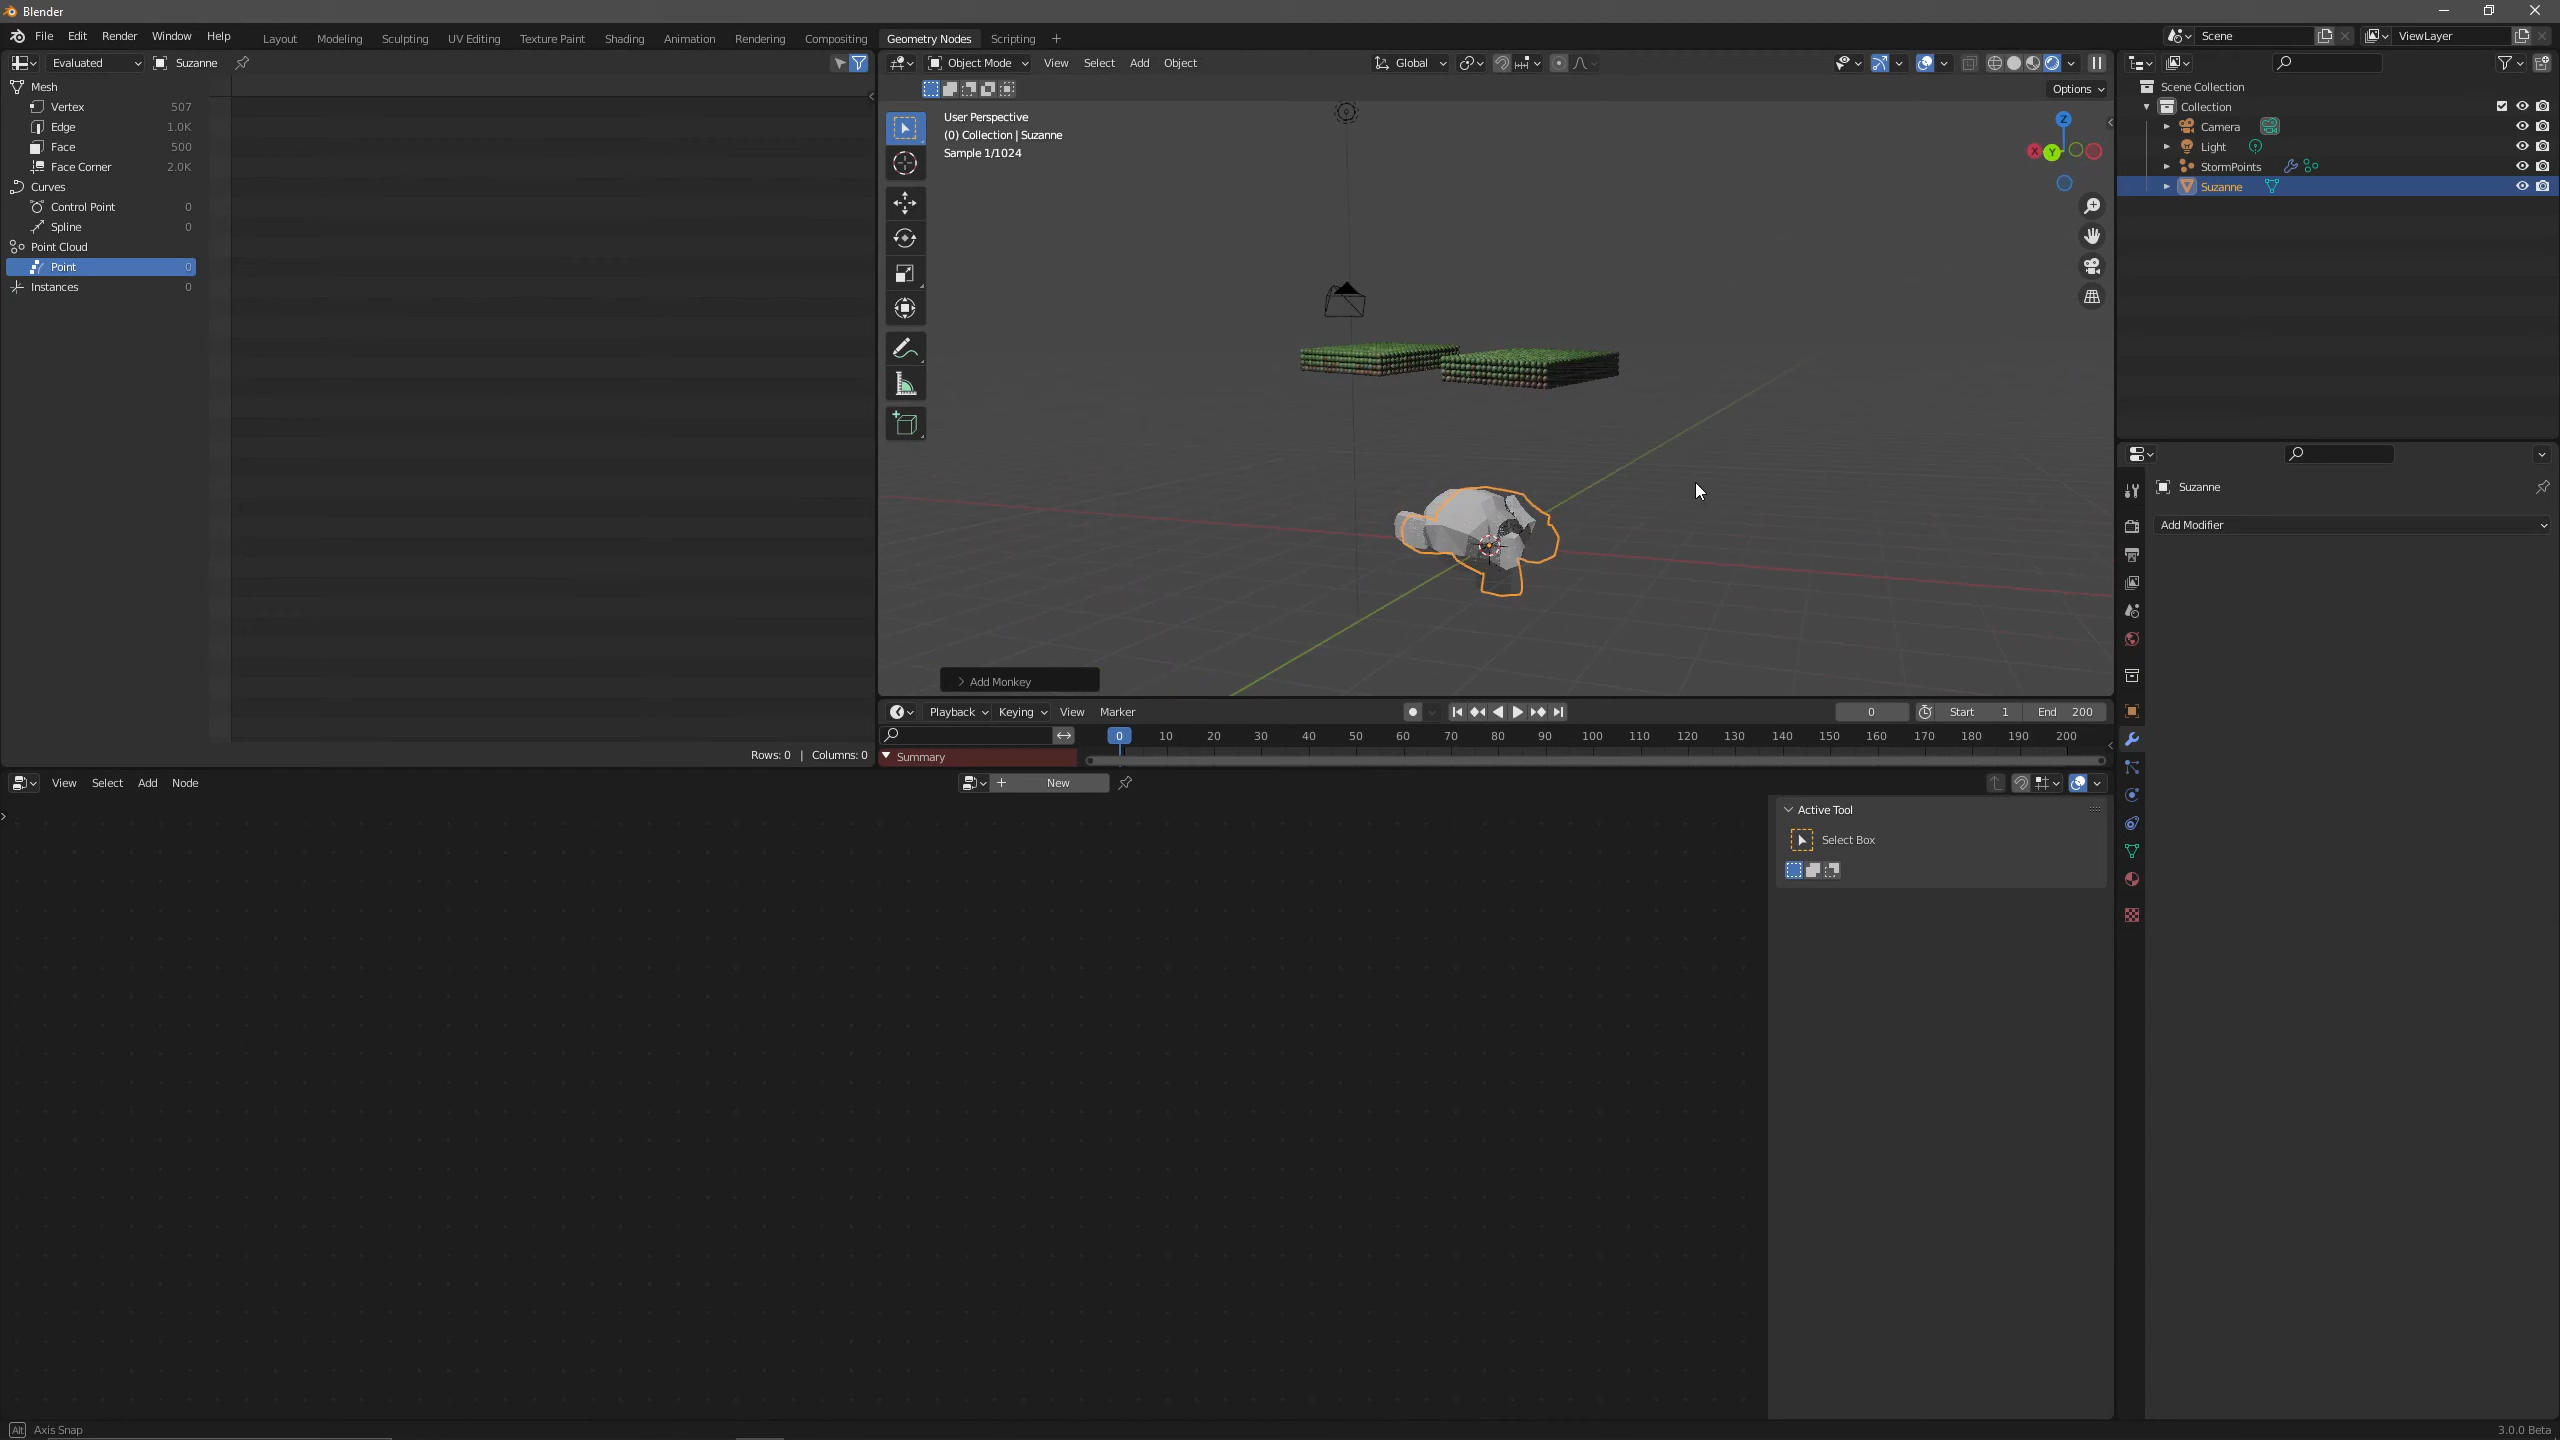 Blender
File Edit Render Window Help Layout Modeling Sculpting UV Editing Texture Paint Shading Animation Rendering Compositing Geometry Nodes Scripting + Scene ViewLayer
Evaluated Suzanne
Mesh
Vertex 507
Edge 1.0K
Face 500
Face Corner 2.0K
Curves
Control Point 0
Spline 0
Point Cloud
Point 0
Instances 0
Rows: 0 | Columns: 0
Object Mode View Select Add Object Global
Options
User Perspective
(0) Collection | Suzanne
Sample 1/1024
Z
X Y
Add Monkey
Playback Keying View Marker 0 Start 1 End 200
0 10 20 30 40 50 60 70 80 90 100 110 120 130 140 150 160 170 180 190 200
Summary
Scene Collection
Collection
Camera
Light
StormPoints
Suzanne
Suzanne
Add Modifier
View Select Add Node New
Active Tool
Select Box
Alt Axis Snap
3.0.0 Beta